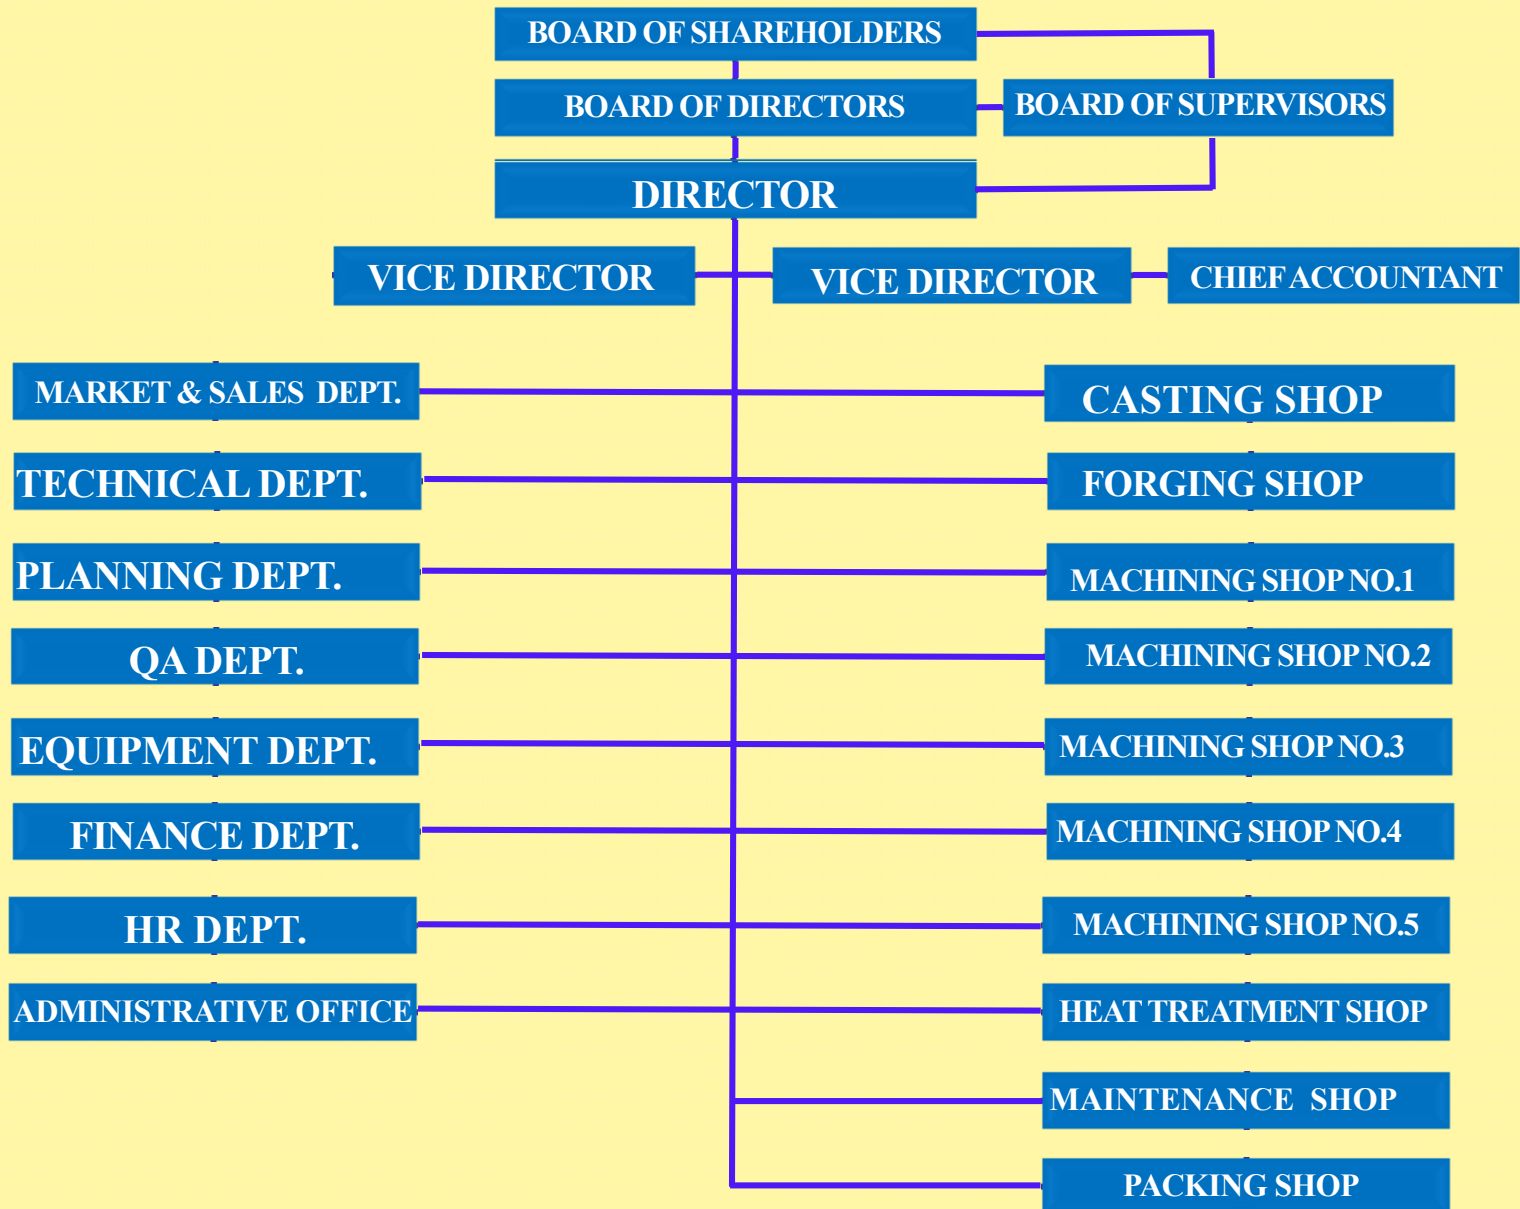 BOARD OF SHAREHOLDERS
BOARD OF DIRECTORS
BOARD OF SUPERVISORS
DIRECTOR
VICE DIRECTOR
VICE DIRECTOR
CHIEF ACCOUNTANT
MARKET & SALES DEPT.
CASTING SHOP
TECHNICAL DEPT.
FORGING SHOP
PLANNING DEPT.
MACHINING SHOP NO.1
QA DEPT.
MACHINING SHOP NO.2
EQUIPMENT DEPT.
MACHINING SHOP NO.3
FINANCE DEPT.
MACHINING SHOP NO.4
HR DEPT.
MACHINING SHOP NO.5
ADMINISTRATIVE OFFICE
HEAT TREATMENT SHOP
MAINTENANCE SHOP
PACKING SHOP